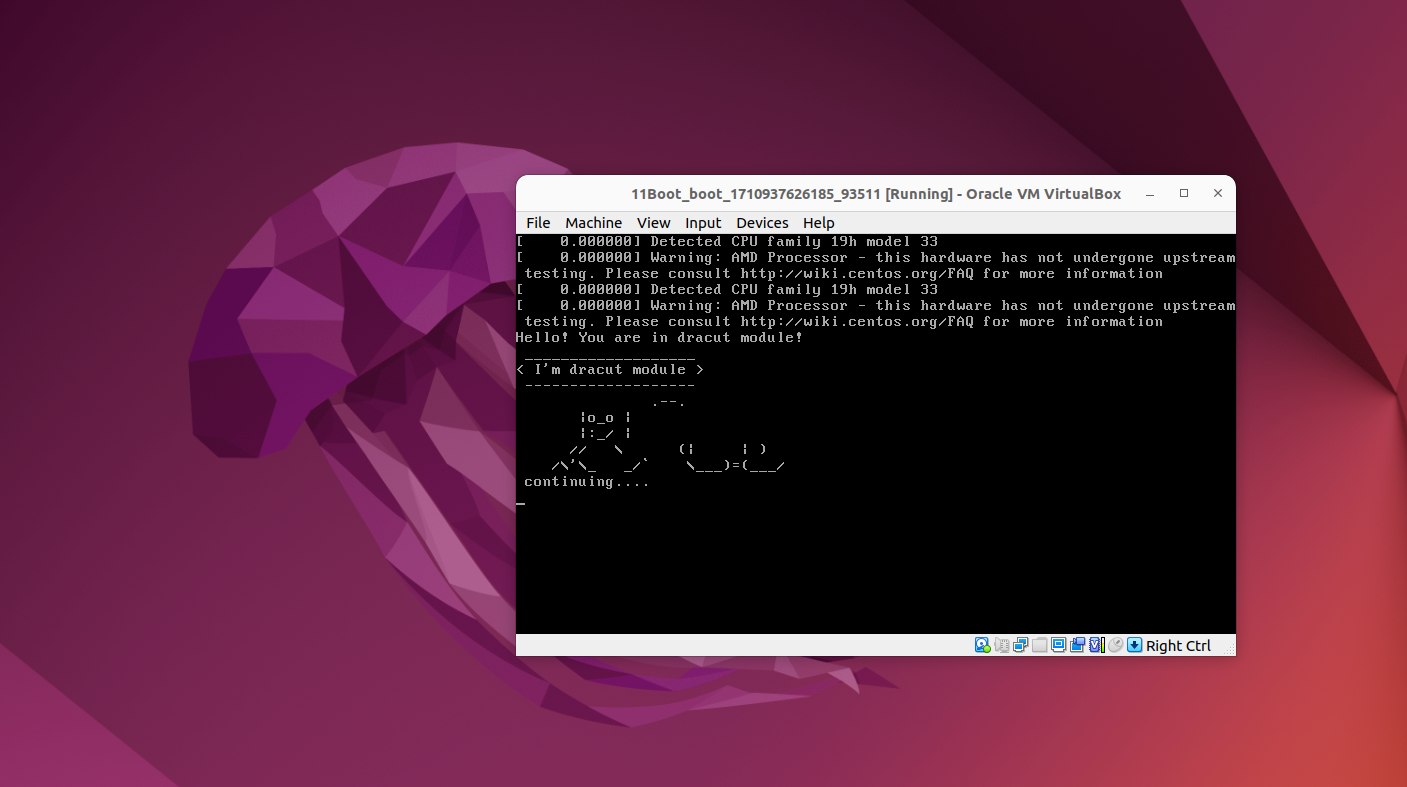 11Boot_boot_1710937626185_93511 [Running] - Oracle VM VirtualBox
File Machine View Input Devices Help
[    0.000000] Detected CPU family 19h model 33
[    0.000000] Warning: AMD Processor - this hardware has not undergone upstream
 testing. Please consult http://wiki.centos.org/FAQ for more information
[    0.000000] Detected CPU family 19h model 33
[    0.000000] Warning: AMD Processor - this hardware has not undergone upstream
 testing. Please consult http://wiki.centos.org/FAQ for more information
Hello! You are in dracut module!
 ___________________
< I'm dracut module >
 -------------------
               .--.
       |o_o |
       |:_/ |
      //   \      (|     | )
    /\'\_   _/`    \___)=(___/
 continuing....
_
Right Ctrl